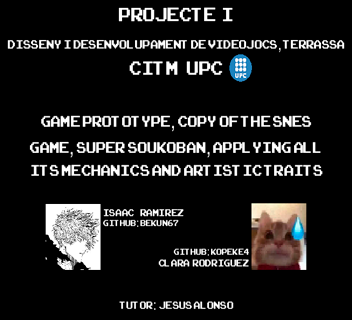 PROJECTE I
DISSENY I DESENVOLUPAMENT DE VIDEOJOCS, TERRASSA
CITM UPC UPC
GAME PROTOTYPE, COPY OF THE SNES
GAME, SUPER SOUKOBAN, APPLYING ALL
ITS MECHANICS AND ARTISTIC TRAITS
ISAAC RAMIREZ
GITHUB: BEKUN67
GITHUB: KOPEKE4
CLARA RODRIGUEZ
TUTOR: JESUS ALONSO